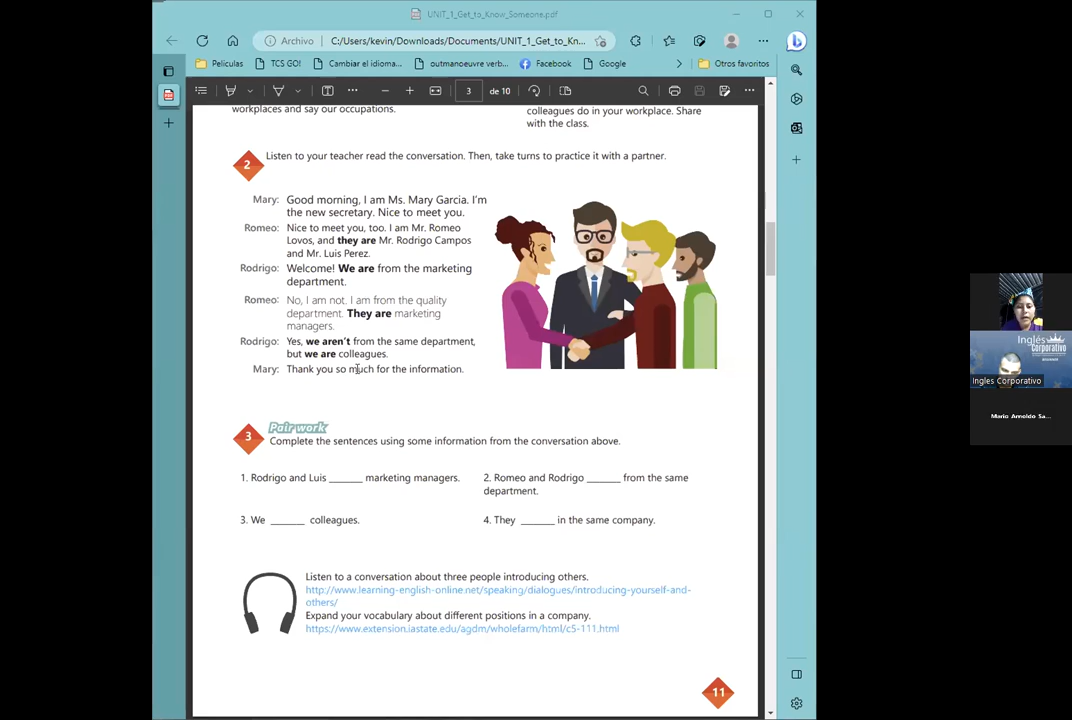 UNIT_1_Get_to_Know_Someone.pdf
Archivo
C:/Users/kevin/Downloads/Documents/UNIT_1_Get_to_Kn...
Películas
TCS GO!
Cambiar el idioma...
outmanoeuvre verb...
Facebook
Google
Otros favoritos
3
de 10
workplaces and say our occupations.
colleagues do in your workplace. Share
with the class.
2
Listen to your teacher read the conversation. Then, take turns to practice it with a partner.
Mary: Good morning, I am Ms. Mary Garcia. I'm
the new secretary. Nice to meet you.
Romeo: Nice to meet you, too. I am Mr. Romeo
Lovos, and they are Mr. Rodrigo Campos
and Mr. Luis Perez.
Rodrigo: Welcome! We are from the marketing
department.
Romeo: No, I am not. I am from the quality
department. They are marketing
managers.
Rodrigo: Yes, we aren't from the same department,
but we are colleagues.
Mary: Thank you so much for the information.
3
Pair work
Complete the sentences using some information from the conversation above.
1. Rodrigo and Luis _______ marketing managers.
2. Romeo and Rodrigo _______ from the same
department.
3. We _______ colleagues.
4. They _______ in the same company.
Listen to a conversation about three people introducing others.
http://www.learning-english-online.net/speaking/dialogues/introducing-yourself-and-
others/
Expand your vocabulary about different positions in a company.
https://www.extension.iastate.edu/agdm/wholefarm/html/c5-111.html
11
Inglés
Corporativo
Ingles Corporativo
Mario Arnoldo Sa...